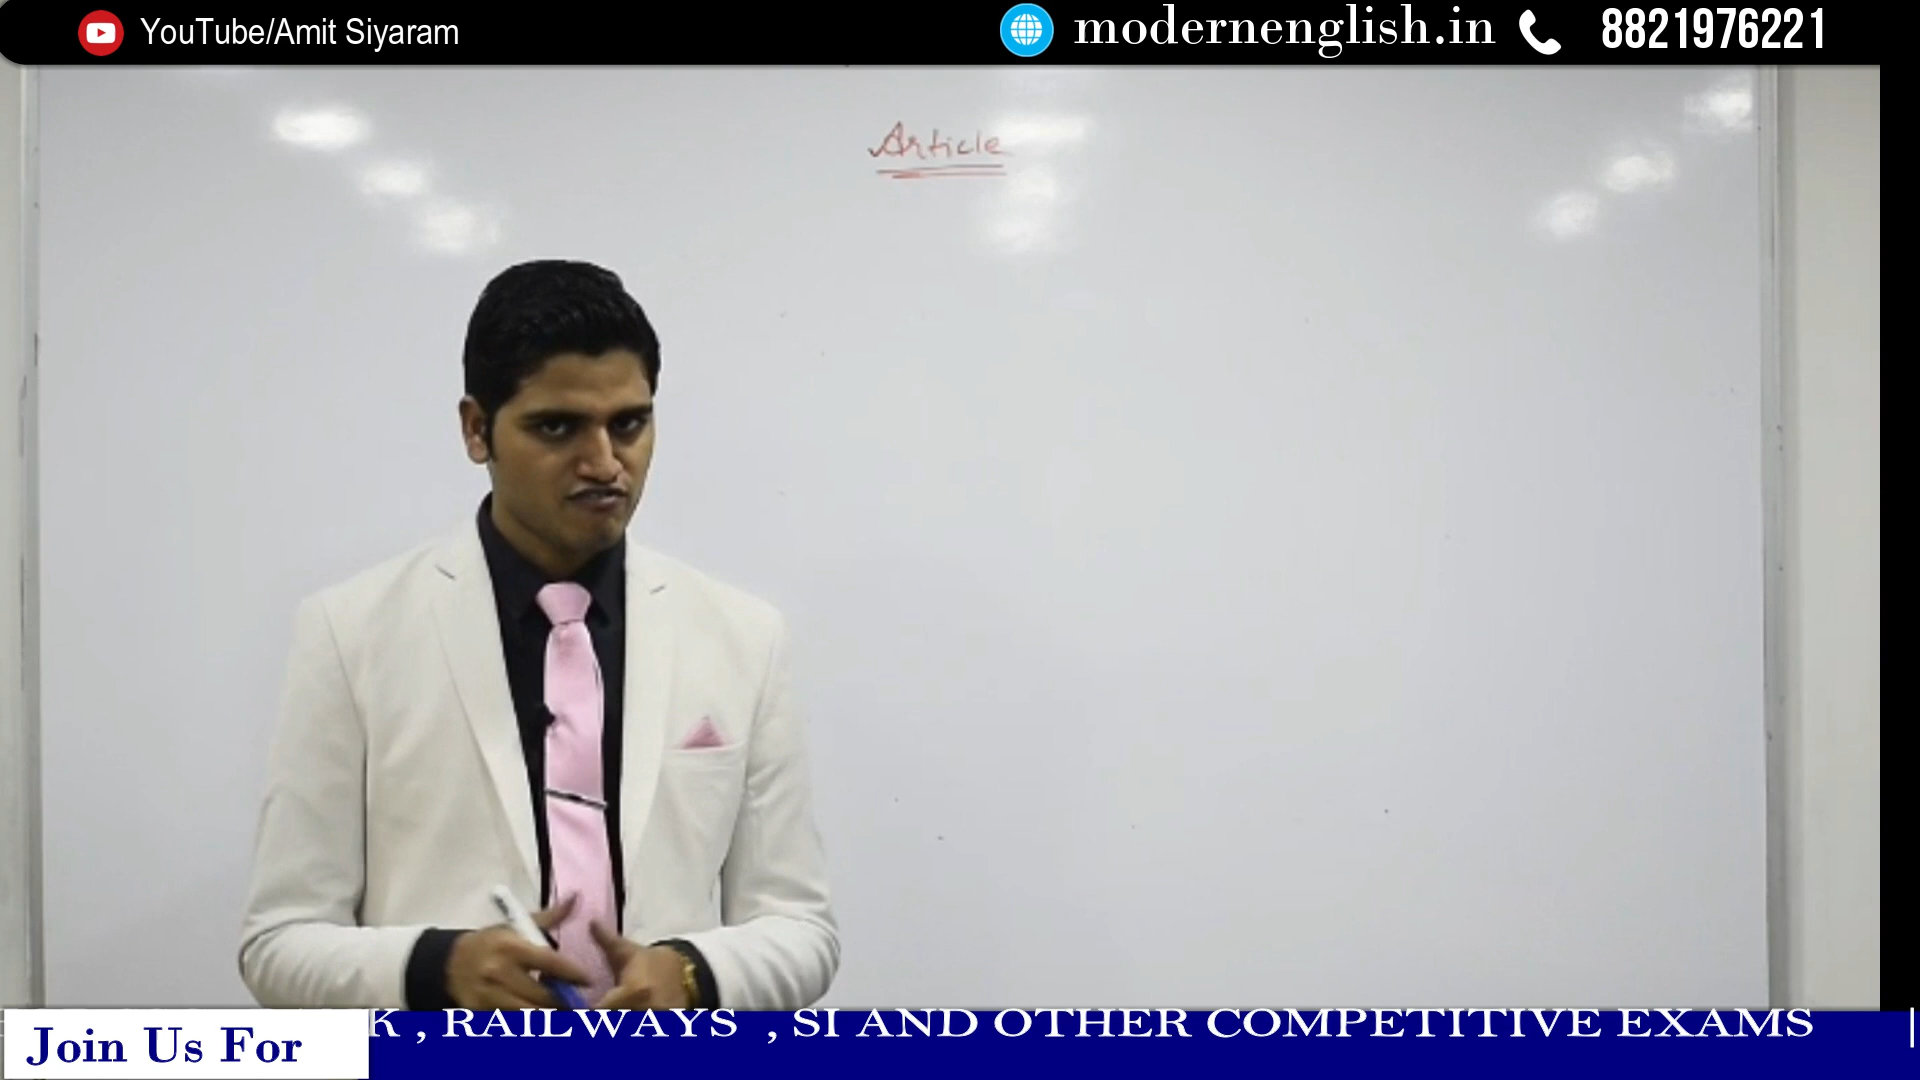 YouTube/Amit Siyaram
modernenglish.in
8821976221
Article
Join Us For
K , RAILWAYS , SI AND OTHER COMPETITIVE EXAMS |